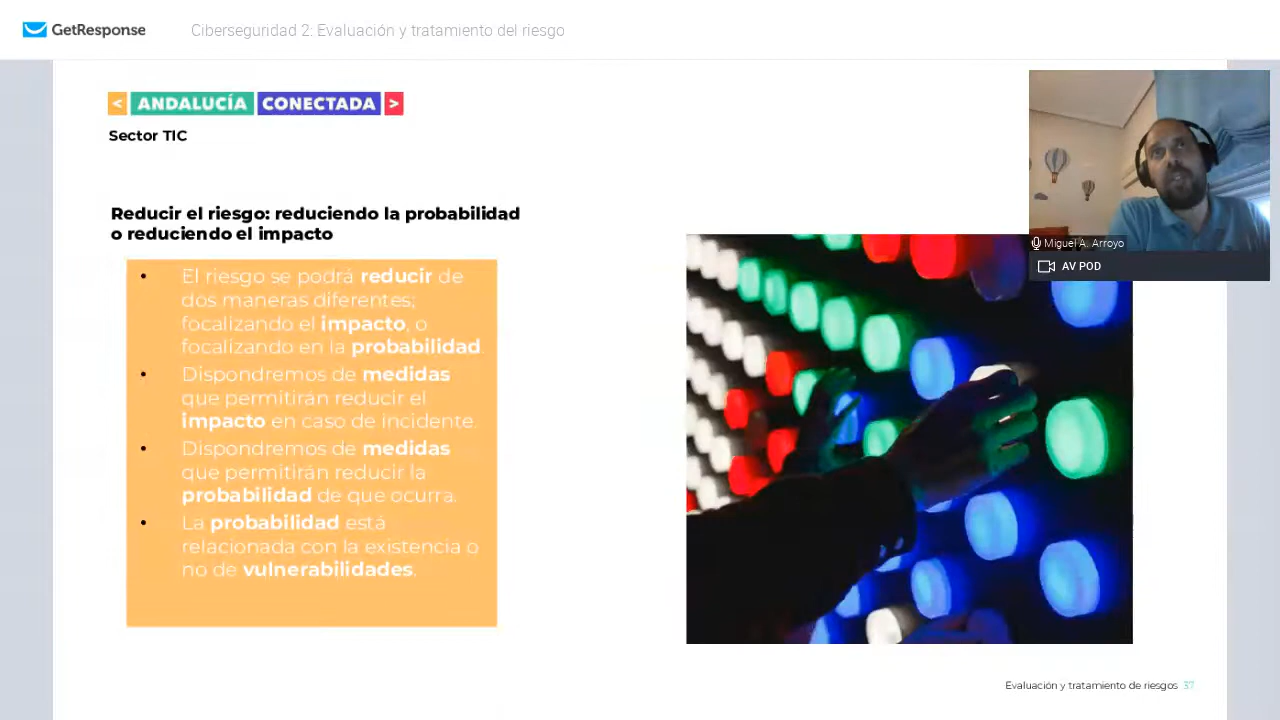 GetResponse
Ciberseguridad 2: Evaluación y tratamiento del riesgo
< ANDALUCÍA CONECTADA >
Sector TIC
Miguel A. Arroyo
AV POD
Reducir el riesgo: reduciendo la probabilidad
o reduciendo el impacto
• El riesgo se podrá reducir de
dos maneras diferentes;
focalizando el impacto, o
focalizando en la probabilidad.
• Dispondremos de medidas
que permitirán reducir el
impacto en caso de incidente.
• Dispondremos de medidas
que permitirán reducir la
probabilidad de que ocurra.
• La probabilidad está
relacionada con la existencia o
no de vulnerabilidades.
Evaluación y tratamiento de riesgos 37